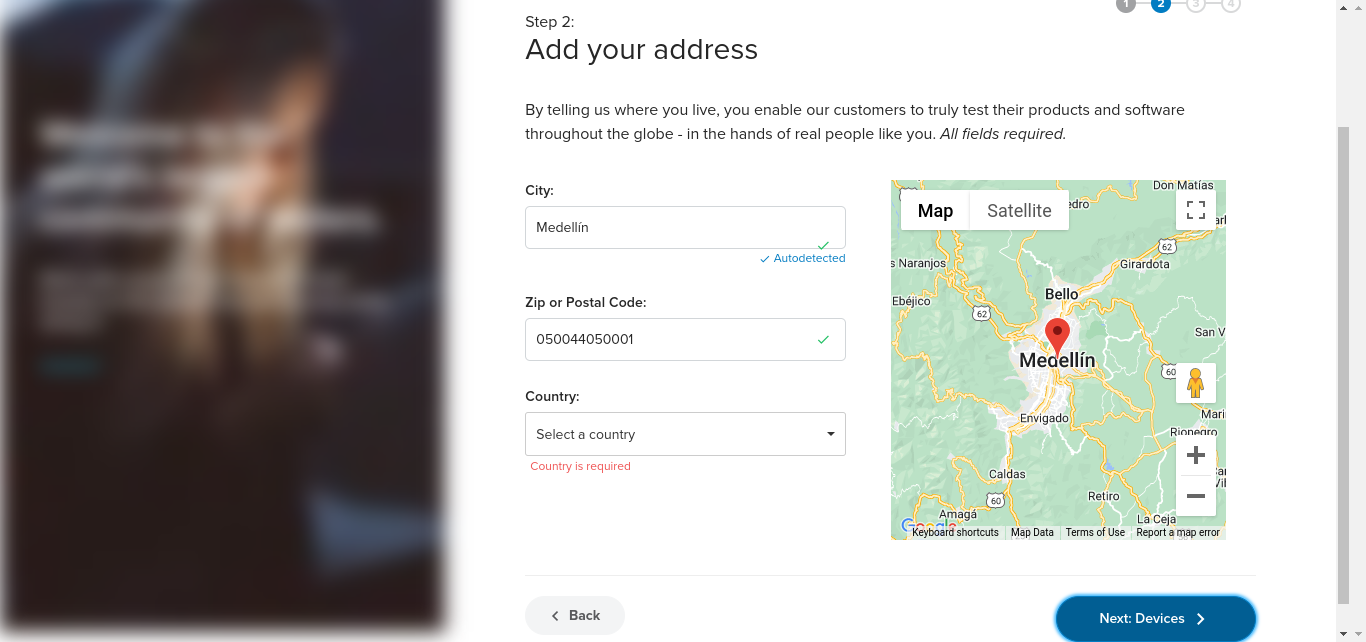 1 2 3 4
Step 2:
Add your address
By telling us where you live, you enable our customers to truly test their products and software
throughout the globe - in the hands of real people like you. All fields required.
City:
Medellín
Autodetected
Zip or Postal Code:
050044050001
Country:
Select a country
Country is required
Don Matías
Map
Satellite
edro
62
s Naranjos
Girardota
Ebéjico
Bello
62
San V
Medellín
60
Mari
Envigado
Rionegro
Caldas
60
Retiro
Amagá
La Ceja
Google
Keyboard shortcuts
Map Data
Terms of Use
Report a map error
Back
Next: Devices